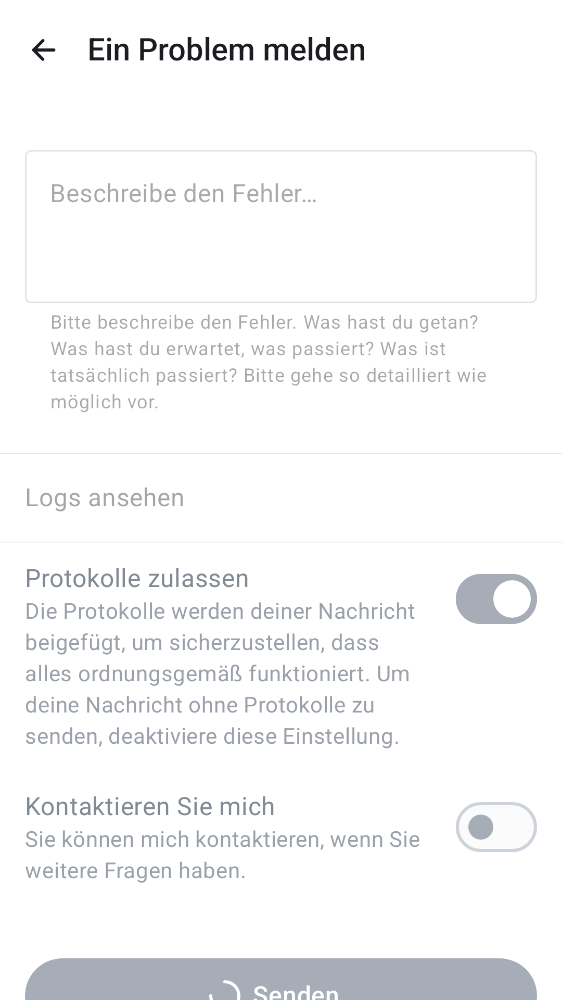 Ein Problem melden
Beschreibe den Fehler…
Bitte beschreibe den Fehler. Was hast du getan?
Was hast du erwartet, was passiert? Was ist
tatsächlich passiert? Bitte gehe so detailliert wie
möglich vor.
Logs ansehen
Protokolle zulassen
Die Protokolle werden deiner Nachricht
beigefügt, um sicherzustellen, dass
alles ordnungsgemäß funktioniert. Um
deine Nachricht ohne Protokolle zu
senden, deaktiviere diese Einstellung.
Kontaktieren Sie mich
Sie können mich kontaktieren, wenn Sie
weitere Fragen haben.
Senden